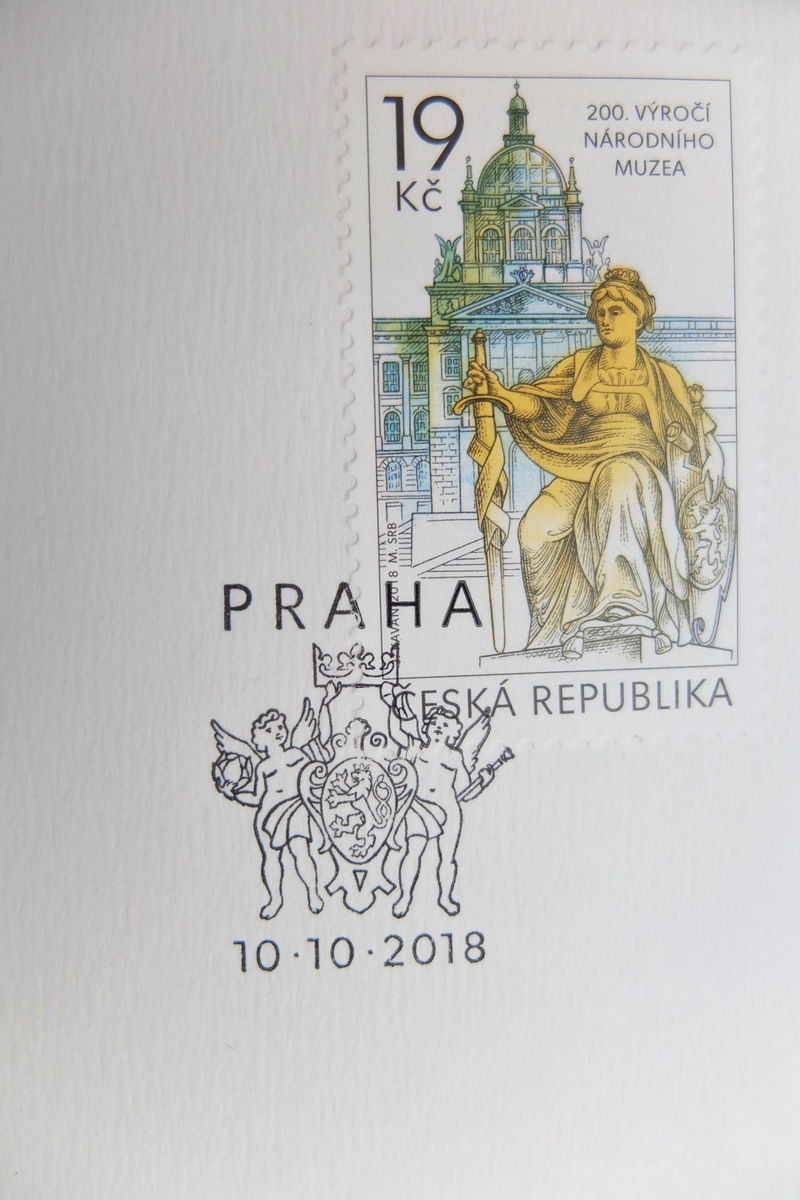 19
Kč
200. VÝROČÍ
NÁRODNÍHO
MUZEA
2018 M. SRB
PRAHA
ČESKÁ REPUBLIKA
10·10·2018